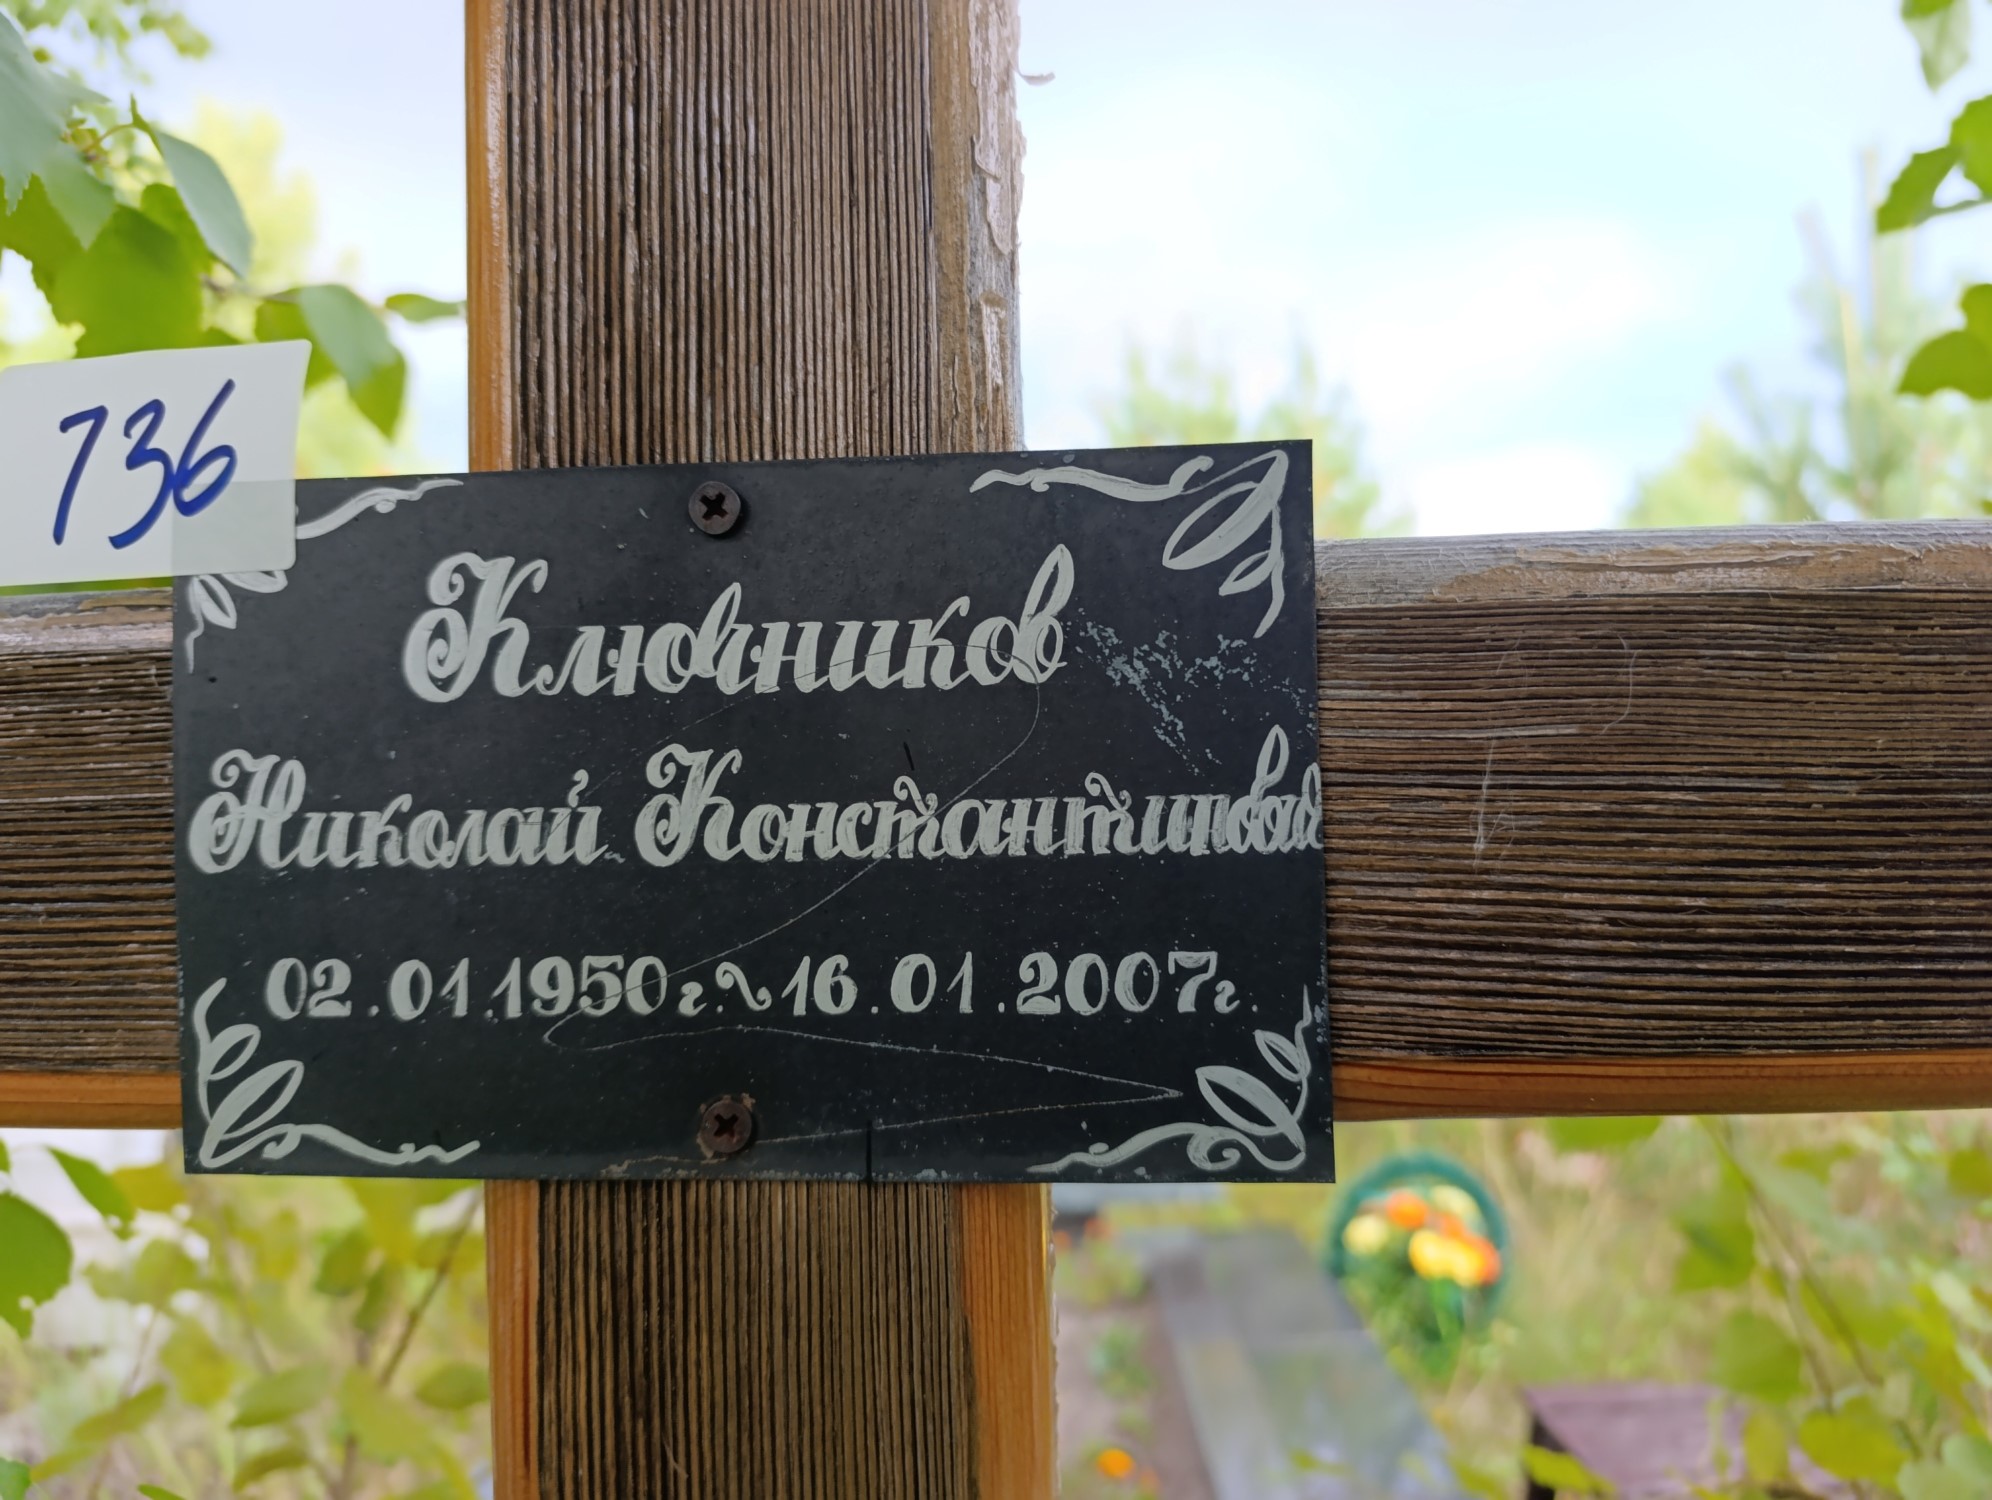 736
Ключников
Николай Константинович
02.01.1950г.~16.01.2007г.